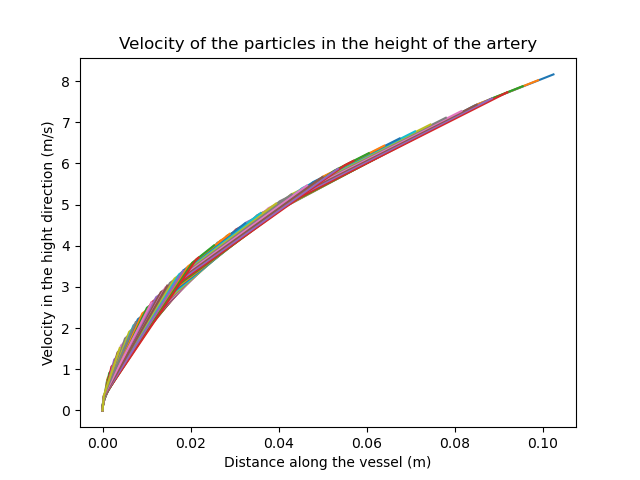 Velocity of the particles in the height of the artery
Velocity in the hight direction (m/s)
8
7
6
5
4
3
2
1
0
0.00 0.02 0.04 0.06 0.08 0.10
Distance along the vessel (m)